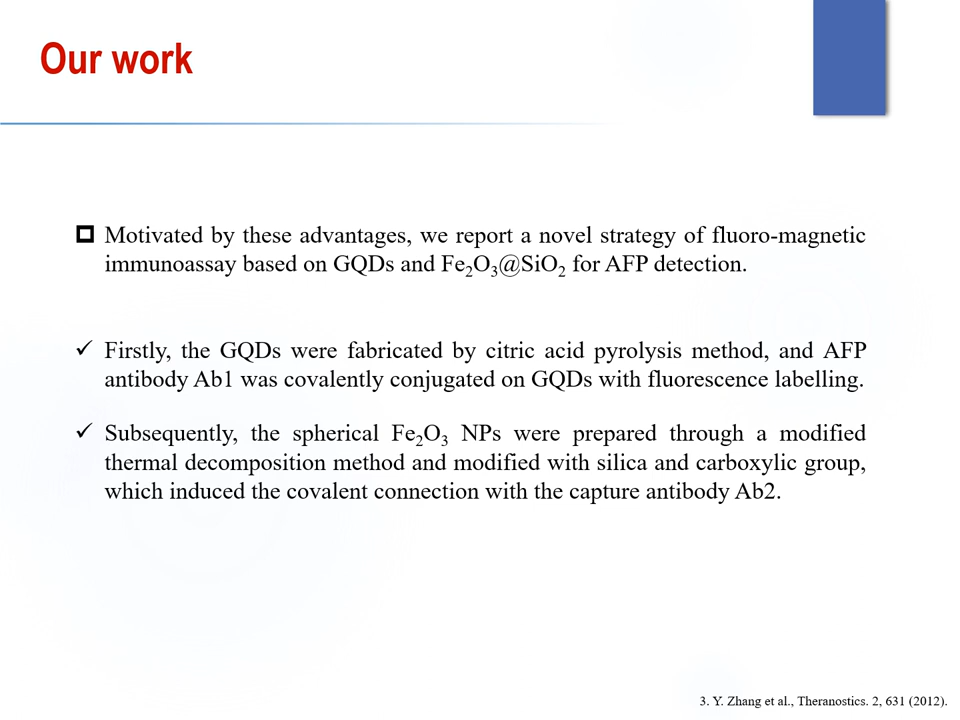 Our work
Motivated by these advantages, we report a novel strategy of fluoro-magnetic
immunoassay based on GQDs and Fe₂O₃@SiO₂ for AFP detection.
Firstly, the GQDs were fabricated by citric acid pyrolysis method, and AFP
antibody Ab1 was covalently conjugated on GQDs with fluorescence labelling.
Subsequently, the spherical Fe₂O₃ NPs were prepared through a modified
thermal decomposition method and modified with silica and carboxylic group,
which induced the covalent connection with the capture antibody Ab2.
3. Y. Zhang et al., Theranostics. 2, 631 (2012).